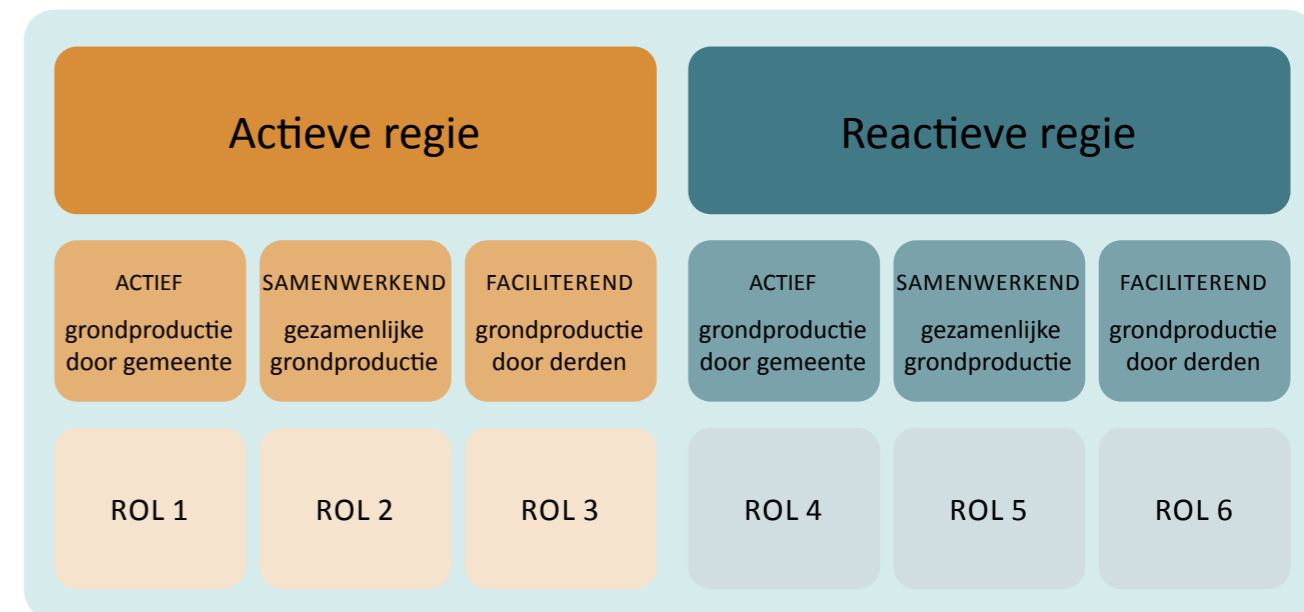 Actieve regie
Reactieve regie
ACTIEF
grondproductie
door gemeente
SAMENWERKEND
gezamenlijke
grondproductie
FACILITEREND
grondproductie
door derden
ACTIEF
grondproductie
door gemeente
SAMENWERKEND
gezamenlijke
grondproductie
FACILITEREND
grondproductie
door derden
ROL 1
ROL 2
ROL 3
ROL 4
ROL 5
ROL 6